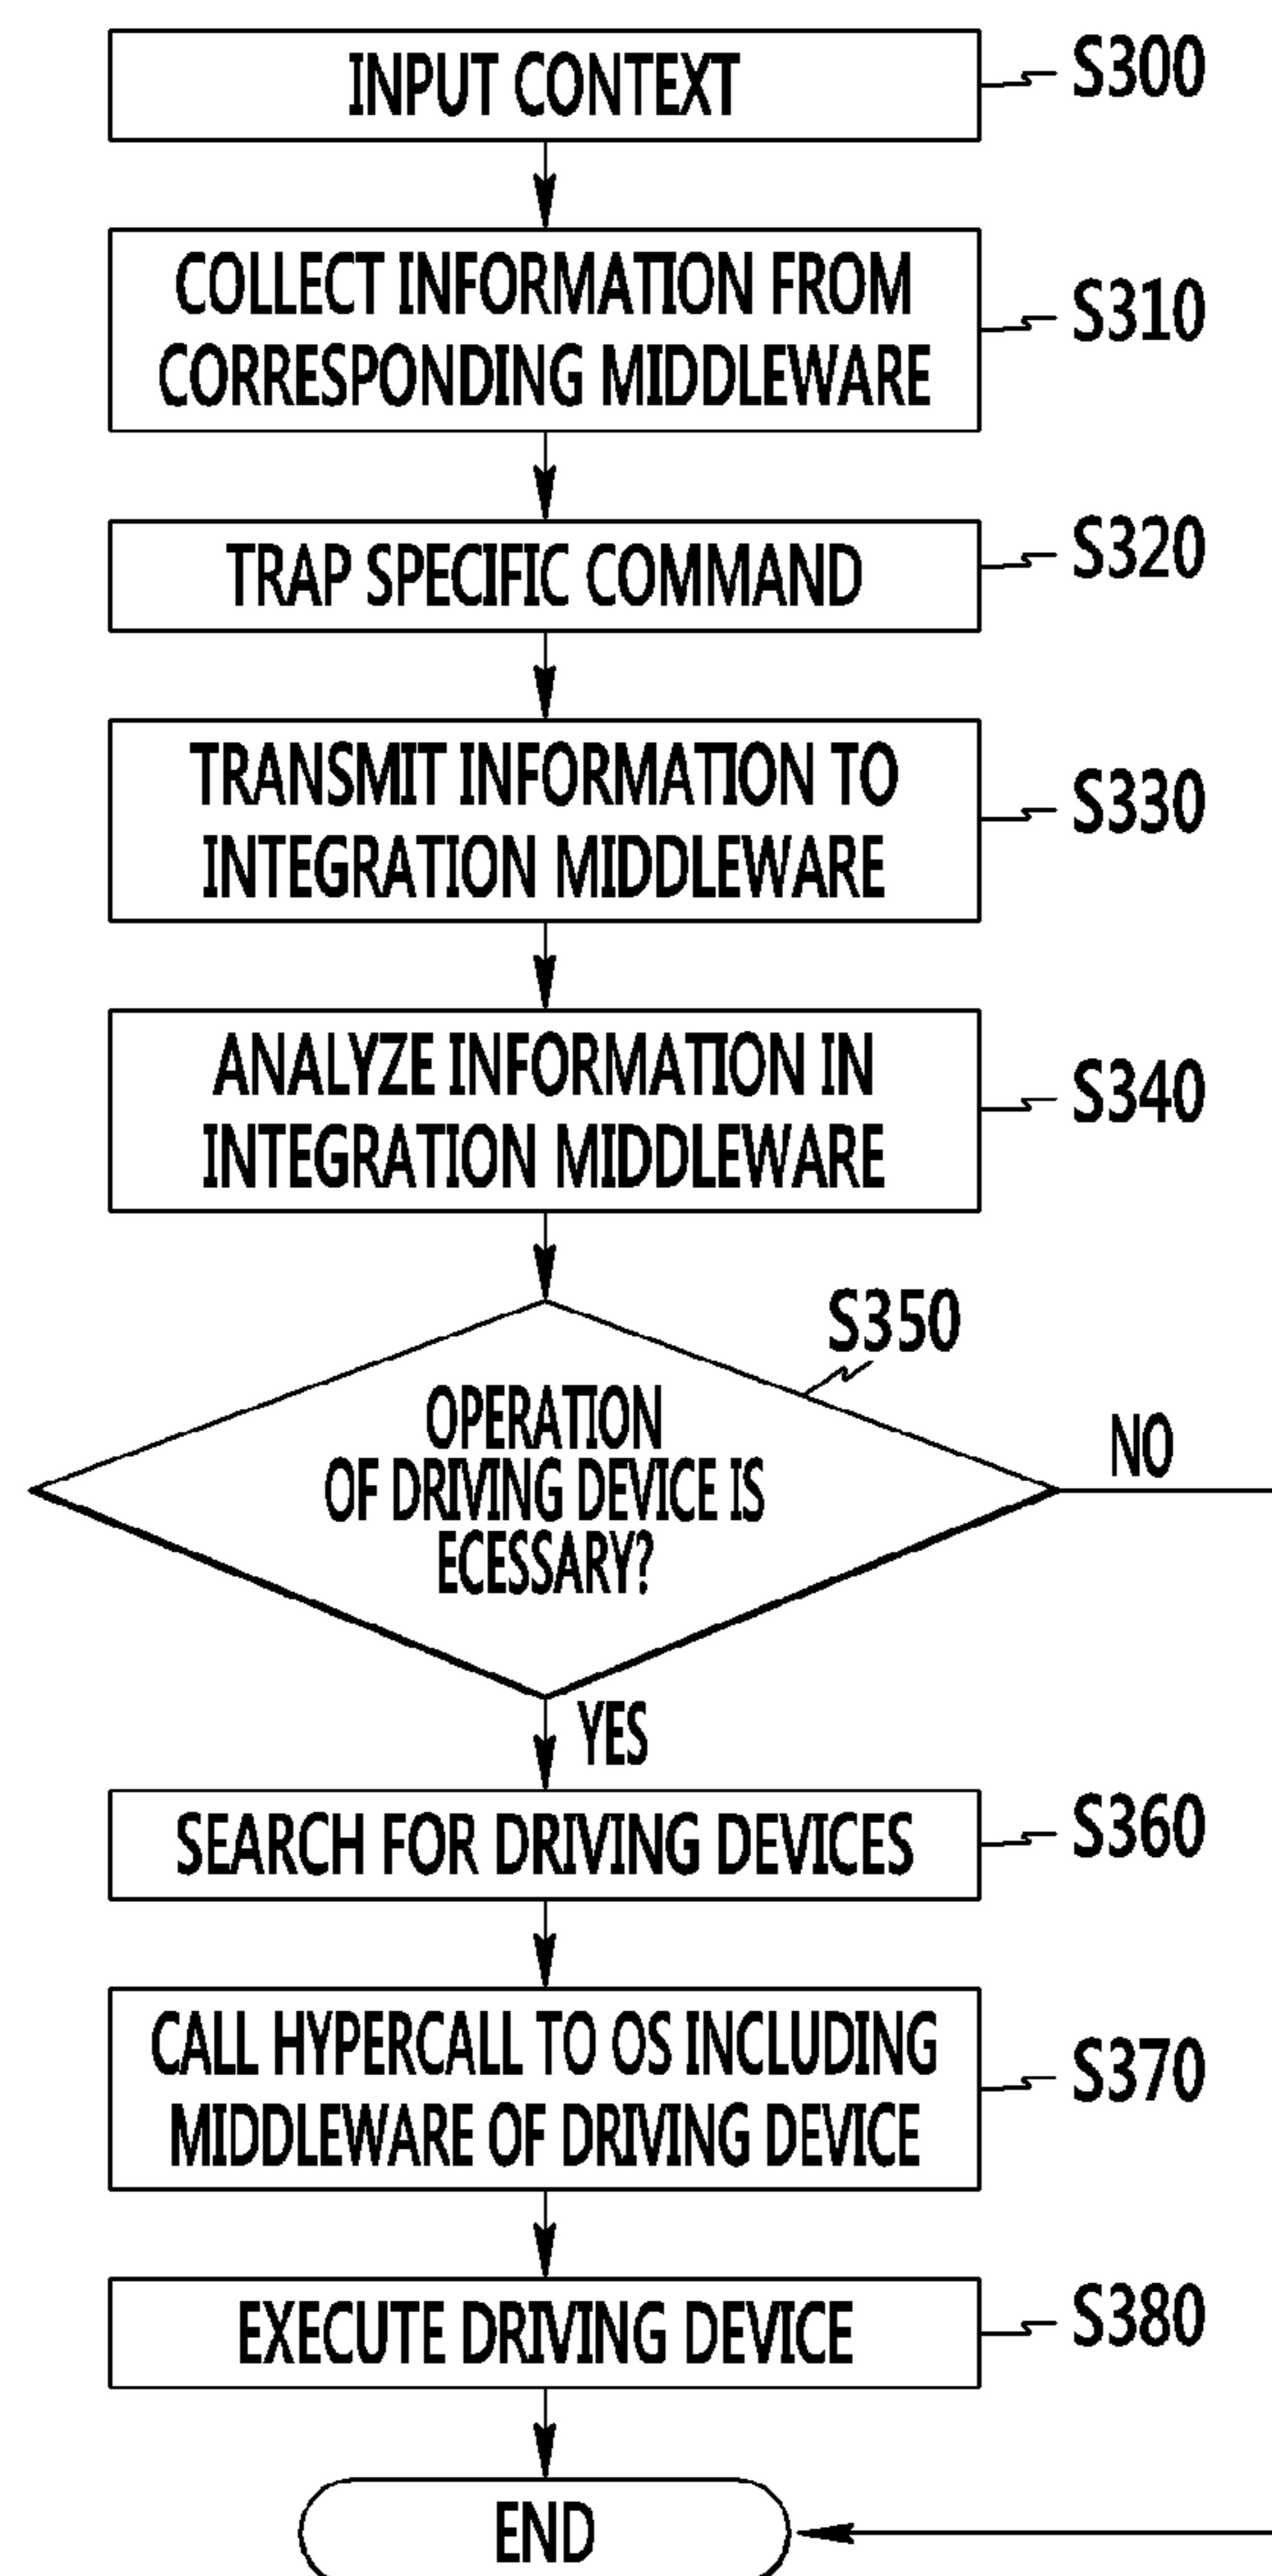 INPUT CONTEXT
S300
COLLECT INFORMATION FROM
CORRESPONDING MIDDLEWARE
S310
TRAP SPECIFIC COMMAND
S320
TRANSMIT INFORMATION TO
INTEGRATION MIDDLEWARE
S330
ANALYZE INFORMATION IN
INTEGRATION MIDDLEWARE
S340
S350
OPERATION
OF DRIVING DEVICE IS
ECESSARY?
NO
YES
SEARCH FOR DRIVING DEVICES
S360
CALL HYPERCALL TO OS INCLUDING
MIDDLEWARE OF DRIVING DEVICE
S370
EXECUTE DRIVING DEVICE
S380
END